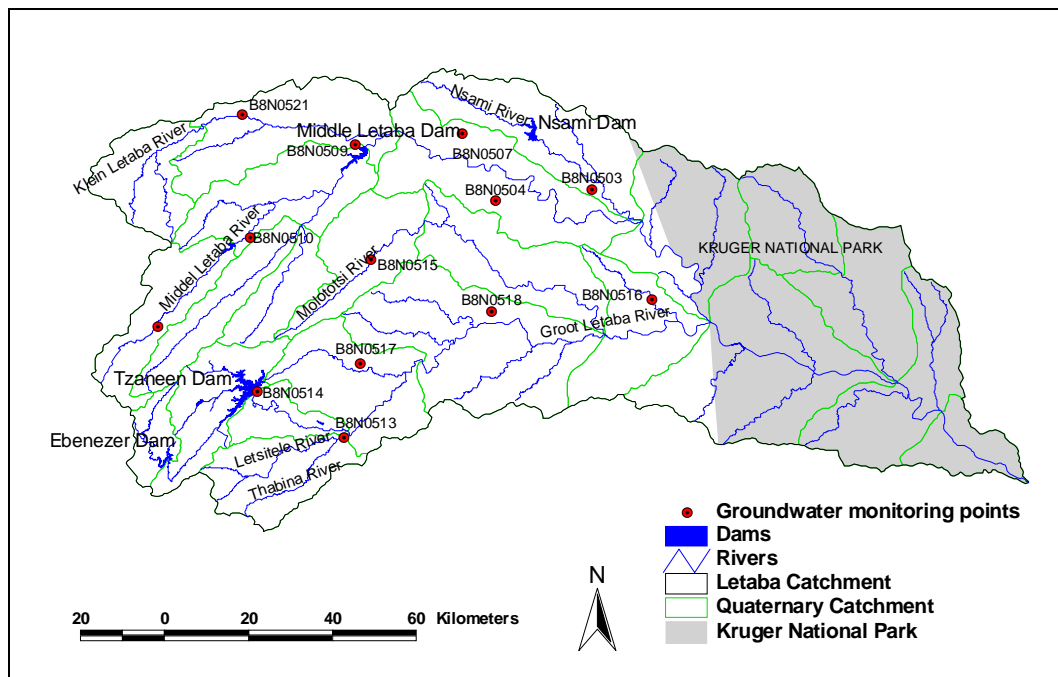 B8N0521
Nsami River
Nsami Dam
Middle Letaba Dam
B8N0509
B8N0507
Klein Letaba River
B8N0503
B8N0504
Middel Letaba River
B8N0510
KRUGER NATIONAL PARK
B8N0515
Molototsi River
B8N0516
B8N0518
Groot Letaba River
B8N0517
Tzaneen Dam
B8N0514
B8N0513
Ebenezer Dam
Letsitele River
Thabina River
Groundwater monitoring points
Dams
Rivers
Letaba Catchment
Quaternary Catchment
Kruger National Park
N
20 0 20 40 60 Kilometers